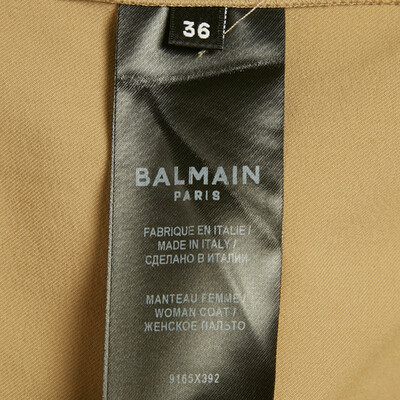 36
BALMAIN
PARIS
FABRIQUE EN ITALIE/
MADE IN ITALY/
СДЕЛАНО В ИТАЛИИ
MANTEAU FEMME/
WOMAN COAT/
ЖЕНСКОЕ ПАЛЬТО
9165X392